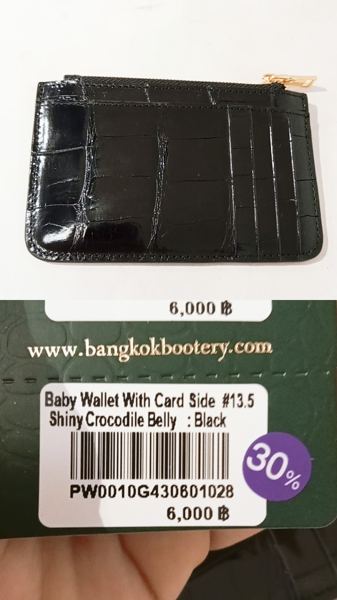 6,000 ฿
www.bangkokbootery.com
Baby Wallet With Card Side #13.5
Shiny Crocodile Belly : Black
30%
PW0010G430601028
6,000 ฿